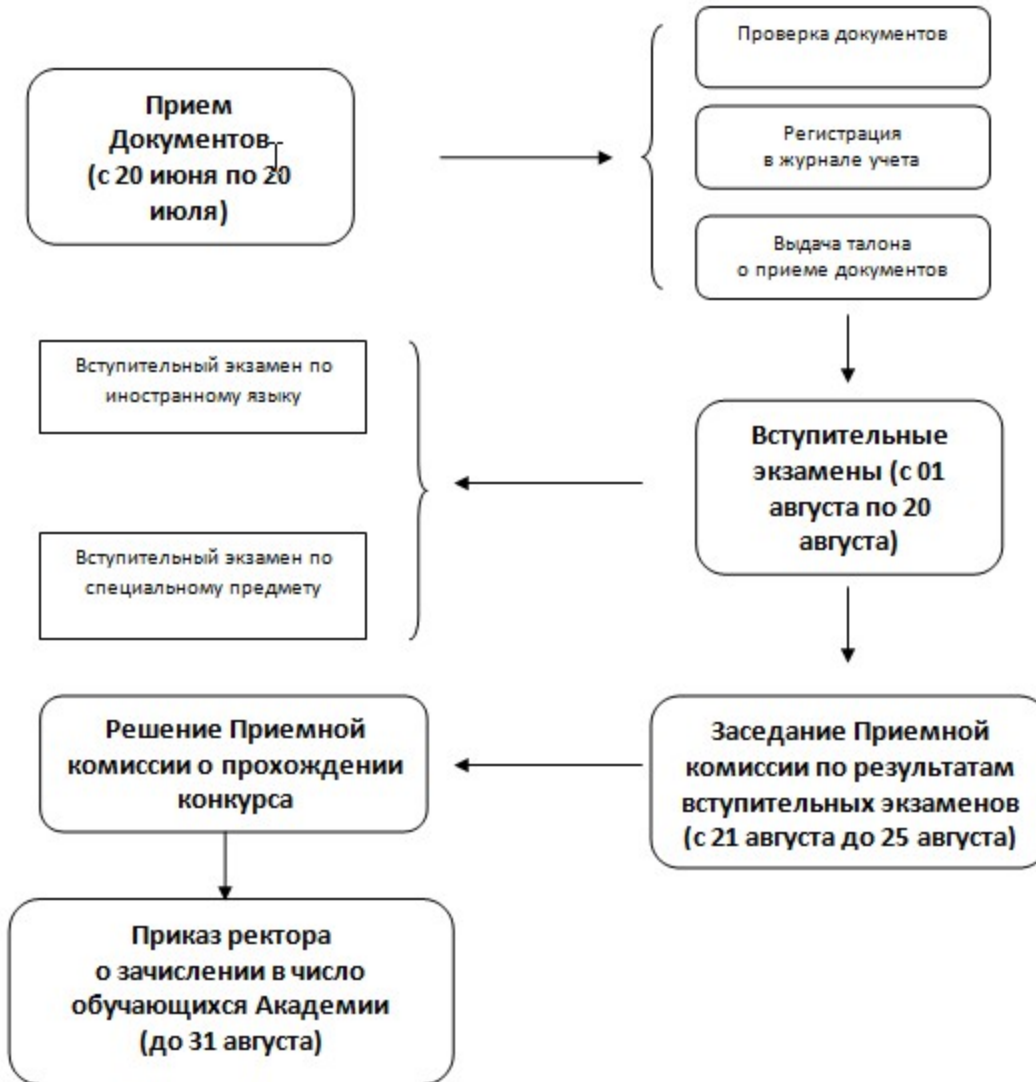 Прием
Документов
(с 20 июня по 20
июля)
Проверка документов
Регистрация
в журнале учета
Выдача талона
о приеме документов
Вступительные
экзамены (с 01
августа по 20
августа)
Вступительный экзамен по
иностранному языку
Вступительный экзамен по
специальному предмету
Заседание Приемной
комиссии по результатам
вступительных экзаменов
(с 21 августа до 25 августа)
Решение Приемной
комиссии о прохождении
конкурса
Приказ ректора
о зачислении в число
обучающихся Академии
(до 31 августа)